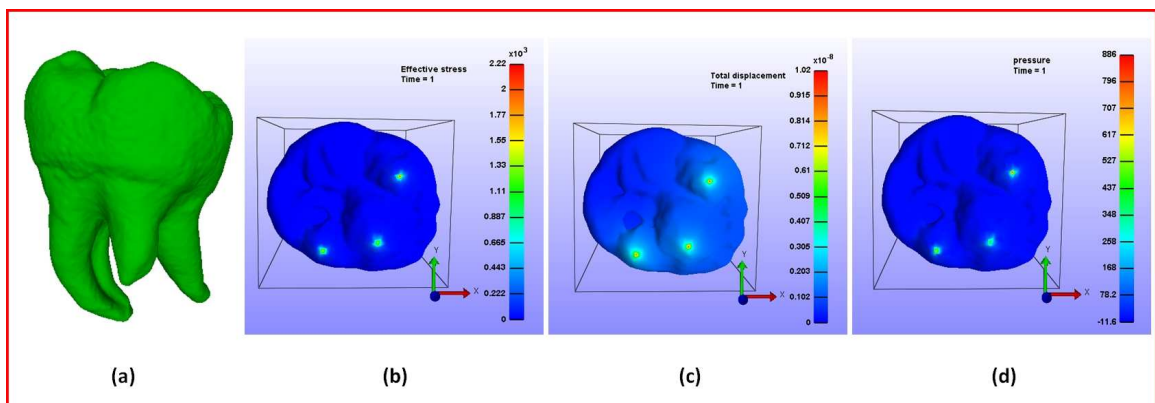 Effective stress
Time = 1
x10³
2.22
2
1.77
1.55
1.33
1.11
0.887
0.665
0.443
0.222
0
Y
X
Total displacement
Time = 1
x10⁻⁸
1.02
0.915
0.814
0.712
0.61
0.509
0.407
0.305
0.203
0.102
0
Y
X
pressure
Time = 1
886
796
707
617
527
437
348
258
168
78.2
-11.6
Y
X
(a)
(b)
(c)
(d)